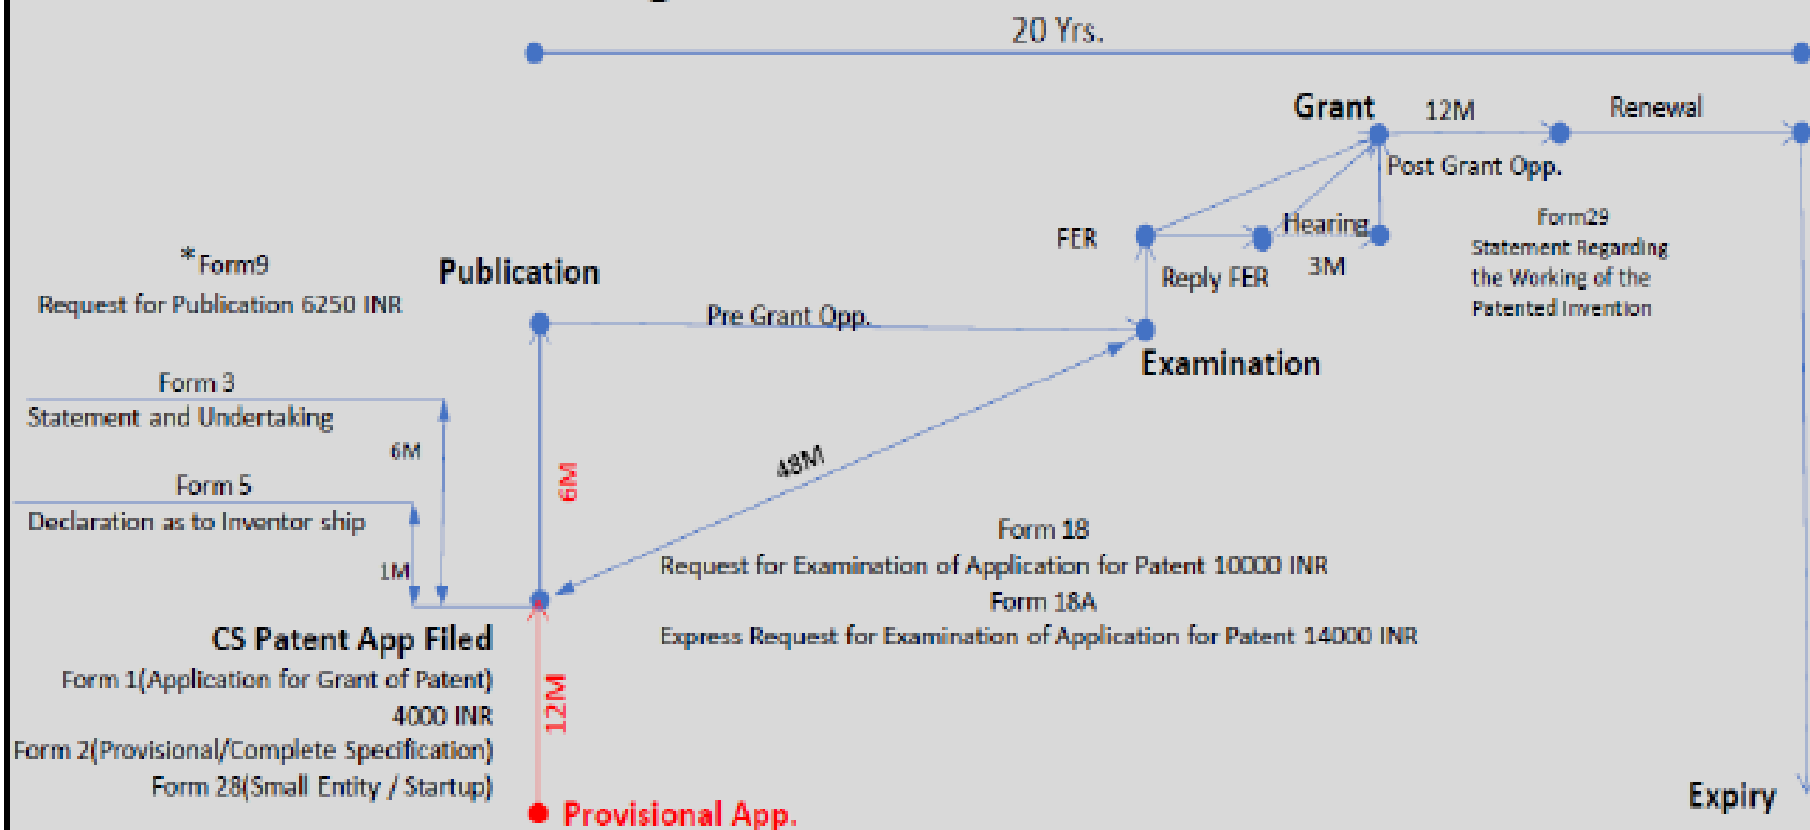 20 Yrs.
Grant
12M
Renewal
Post Grant Opp.
FER
Hearing
Reply FER
3M
Form29
Statement Regarding
the Working of the
Patented Invention
*Form9
Request for Publication 6250 INR
Publication
Pre Grant Opp.
Examination
Form 3
Statement and Undertaking
6M
Form 5
Declaration as to Inventor ship
1M
6M
48M
Form 18
Request for Examination of Application for Patent 10000 INR
Form 18A
Express Request for Examination of Application for Patent 14000 INR
CS Patent App Filed
Form 1(Application for Grant of Patent)
4000 INR
Form 2(Provisional/Complete Specification)
Form 28(Small Entity / Startup)
12M
Provisional App.
Expiry